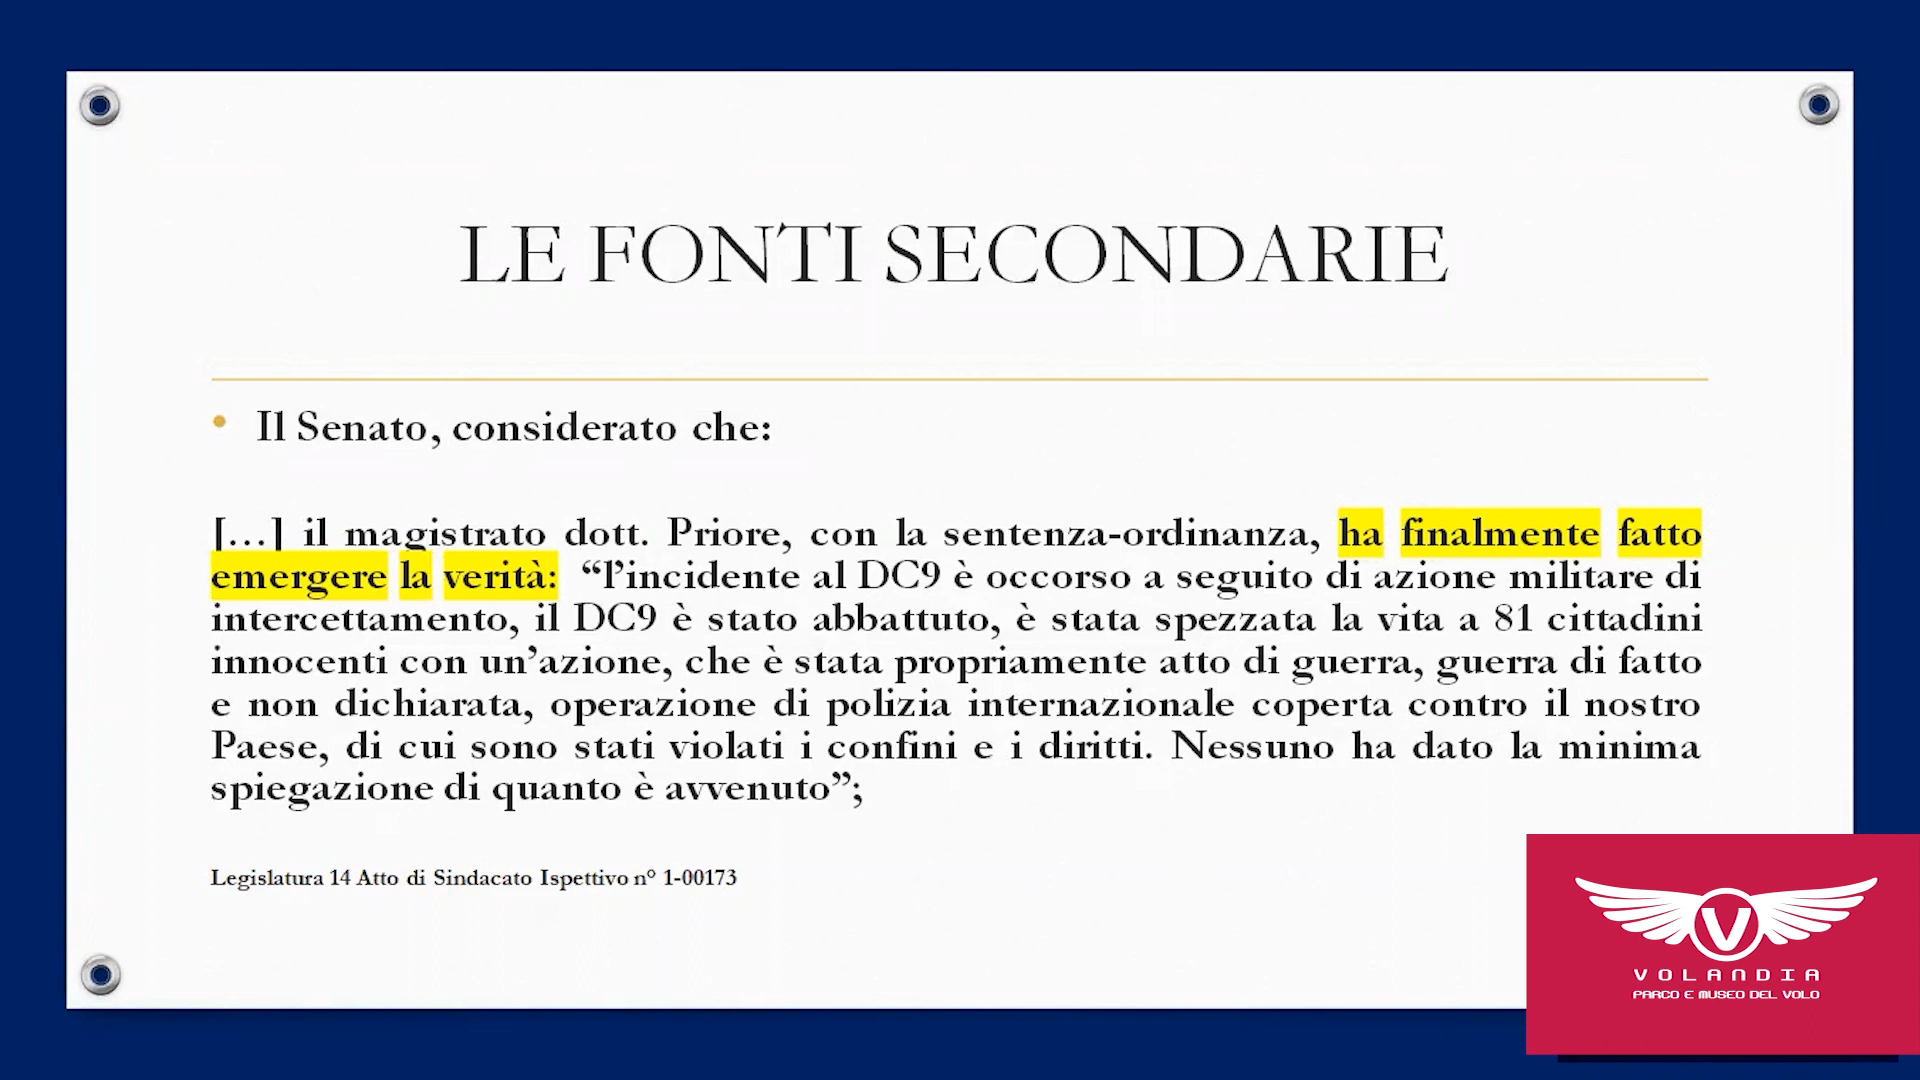 LE FONTI SECONDARIE
• Il Senato, considerato che:
[…] il magistrato dott. Priore, con la sentenza-ordinanza, ha finalmente fatto
emergere la verità: “l’incidente al DC9 è occorso a seguito di azione militare di
intercettamento, il DC9 è stato abbattuto, è stata spezzata la vita a 81 cittadini
innocenti con un’azione, che è stata propriamente atto di guerra, guerra di fatto
e non dichiarata, operazione di polizia internazionale coperta contro il nostro
Paese, di cui sono stati violati i confini e i diritti. Nessuno ha dato la minima
spiegazione di quanto è avvenuto”;
Legislatura 14 Atto di Sindacato Ispettivo n° 1-00173
V
VOLANDIA
PARCO E MUSEO DEL VOLO